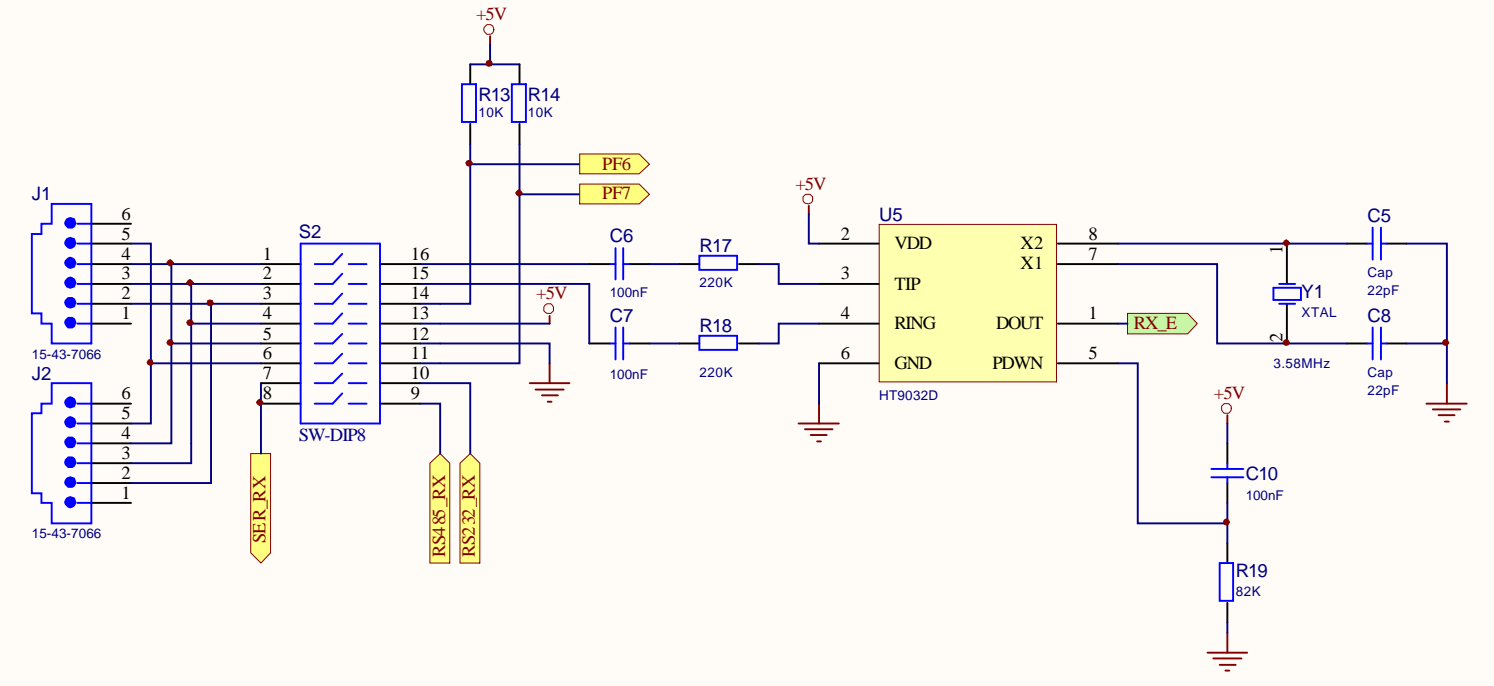 +5V
R13
10K
R14
10K
PF6
PF7
J1
6
5
4
3
2
1
15-43-7066
J2
6
5
4
3
2
1
15-43-7066
S2
1
2
3
4
5
6
7
8
16
15
14
13
12
11
10
9
SW-DIP8
SER_RX
RS485_RX
RS232_RX
+5V
C6
100nF
R17
220K
C7
100nF
R18
220K
+5V
U5
2
3
4
6
VDD
TIP
RING
GND
X2
X1
DOUT
PDWN
8
7
1
5
HT9032D
RX_E
1
Y1
XTAL
2
3.58MHz
C5
Cap
22pF
C8
Cap
22pF
+5V
C10
100nF
R19
82K